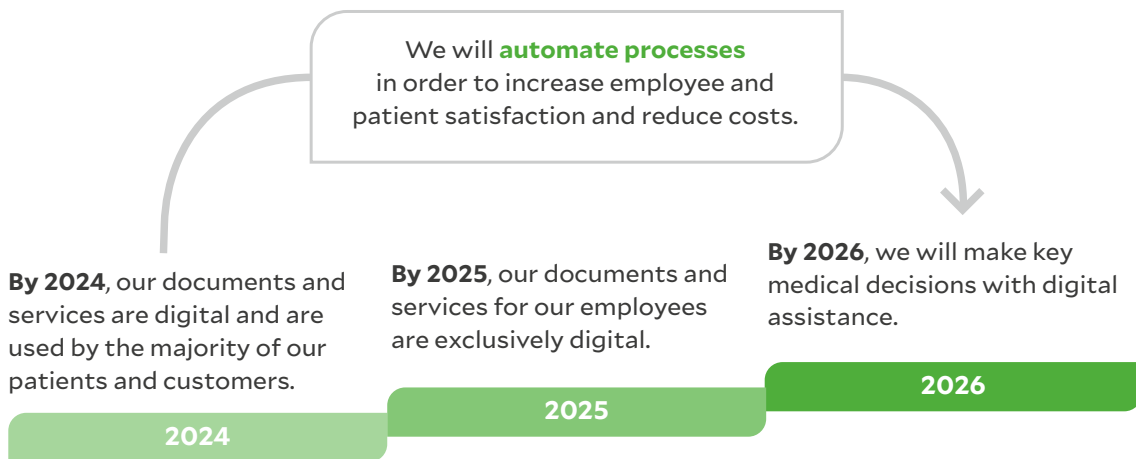 We will automate processes
in order to increase employee and
patient satisfaction and reduce costs.
By 2024, our documents and
services are digital and are
used by the majority of our
patients and customers.
2024
By 2025, our documents and
services for our employees
are exclusively digital.
2025
By 2026, we will make key
medical decisions with digital
assistance.
2026